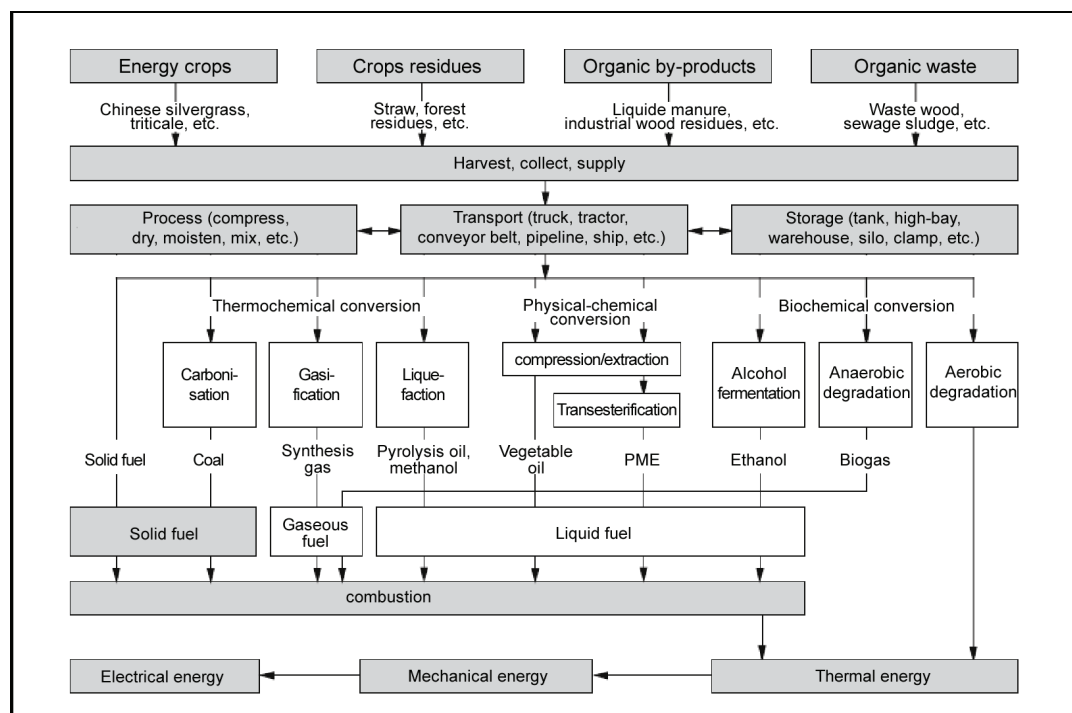 Energy crops
Crops residues
Organic by-products
Organic waste
Chinese silvergrass,
triticale, etc.
Straw, forest
residues, etc.
Liquide manure,
industrial wood residues, etc.
Waste wood,
sewage sludge, etc.
Harvest, collect, supply
Process (compress,
dry, moisten, mix, etc.)
Transport (truck, tractor,
conveyor belt, pipeline, ship, etc.)
Storage (tank, high-bay,
warehouse, silo, clamp, etc.)
Thermochemical conversion
Physical-chemical
conversion
Biochemical conversion
Carboni-
sation
Gasi-
fication
Lique-
faction
compression/extraction
Transesterification
Alcohol
fermentation
Anaerobic
degradation
Aerobic
degradation
Solid fuel
Coal
Synthesis
gas
Pyrolysis oil,
methanol
Vegetable
oil
PME
Ethanol
Biogas
Solid fuel
Gaseous
fuel
Liquid fuel
combustion
Electrical energy
Mechanical energy
Thermal energy